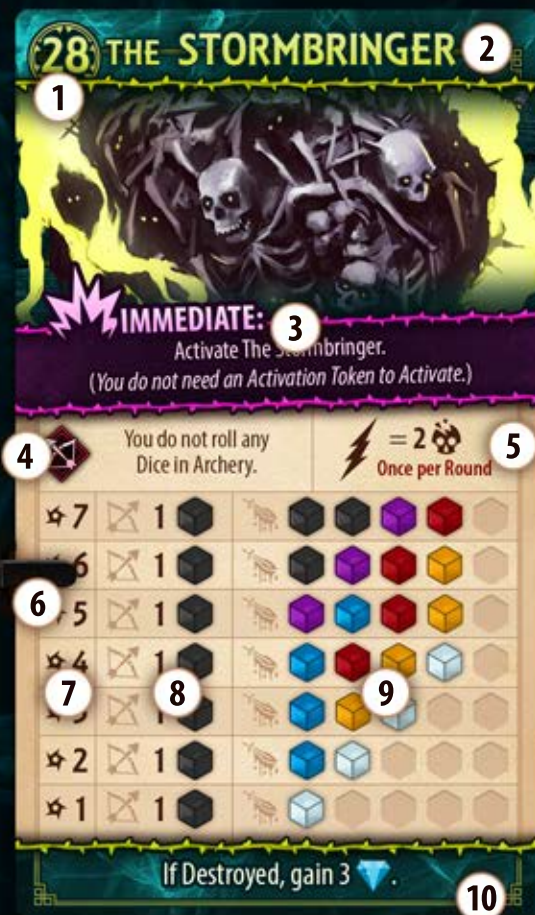 28 THE STORMBRINGER 2
1
IMMEDIATE: 3
Activate The Stormbringer.
(You do not need an Activation Token to Activate.)
4 You do not roll any = 2 5
Dice in Archery. Once per Round
7 1
6 1
6 5 1
4 1
7 8 9
2 1
1 1
If Destroyed, gain 3 .
10